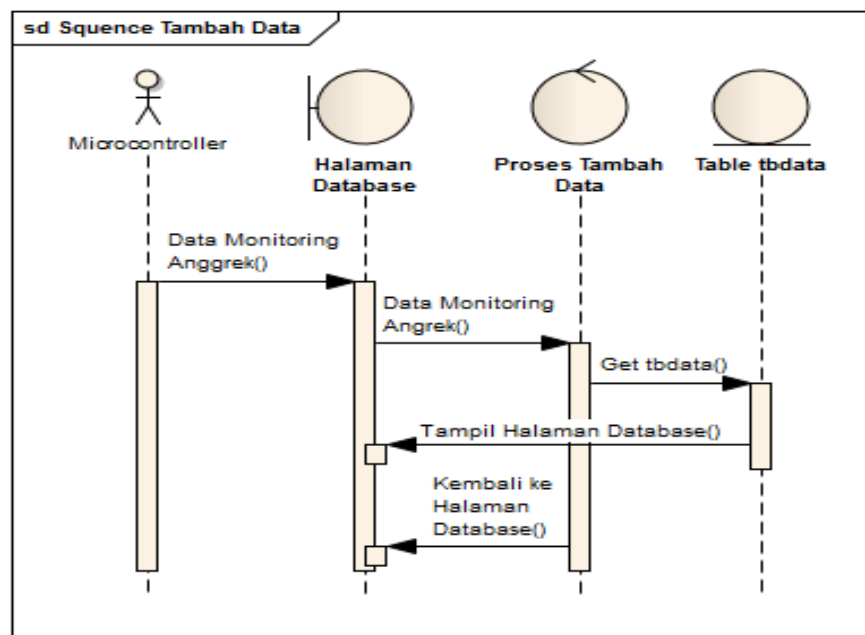 sd Squence Tambah Data
Microcontroller
Halaman
Database
Proses Tambah
Data
Table tbdata
Data Monitoring
Anggrek()
Data Monitoring
Angrek()
Get tbdata()
Tampil Halaman Database()
Kembali ke
Halaman
Database()